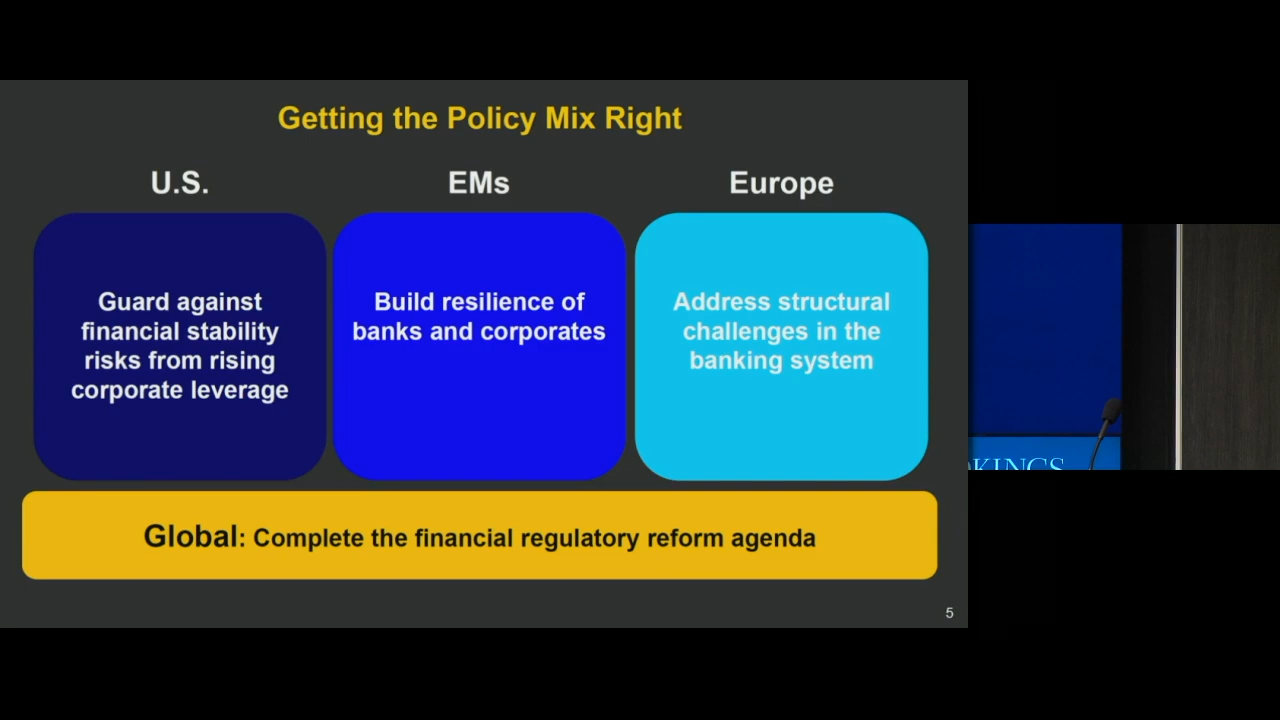 Getting the Policy Mix Right
U.S.
EMs
Europe
Guard against
financial stability
risks from rising
corporate leverage
Build resilience of
banks and corporates
Address structural
challenges in the
banking system
Global: Complete the financial regulatory reform agenda
5
OKINGS